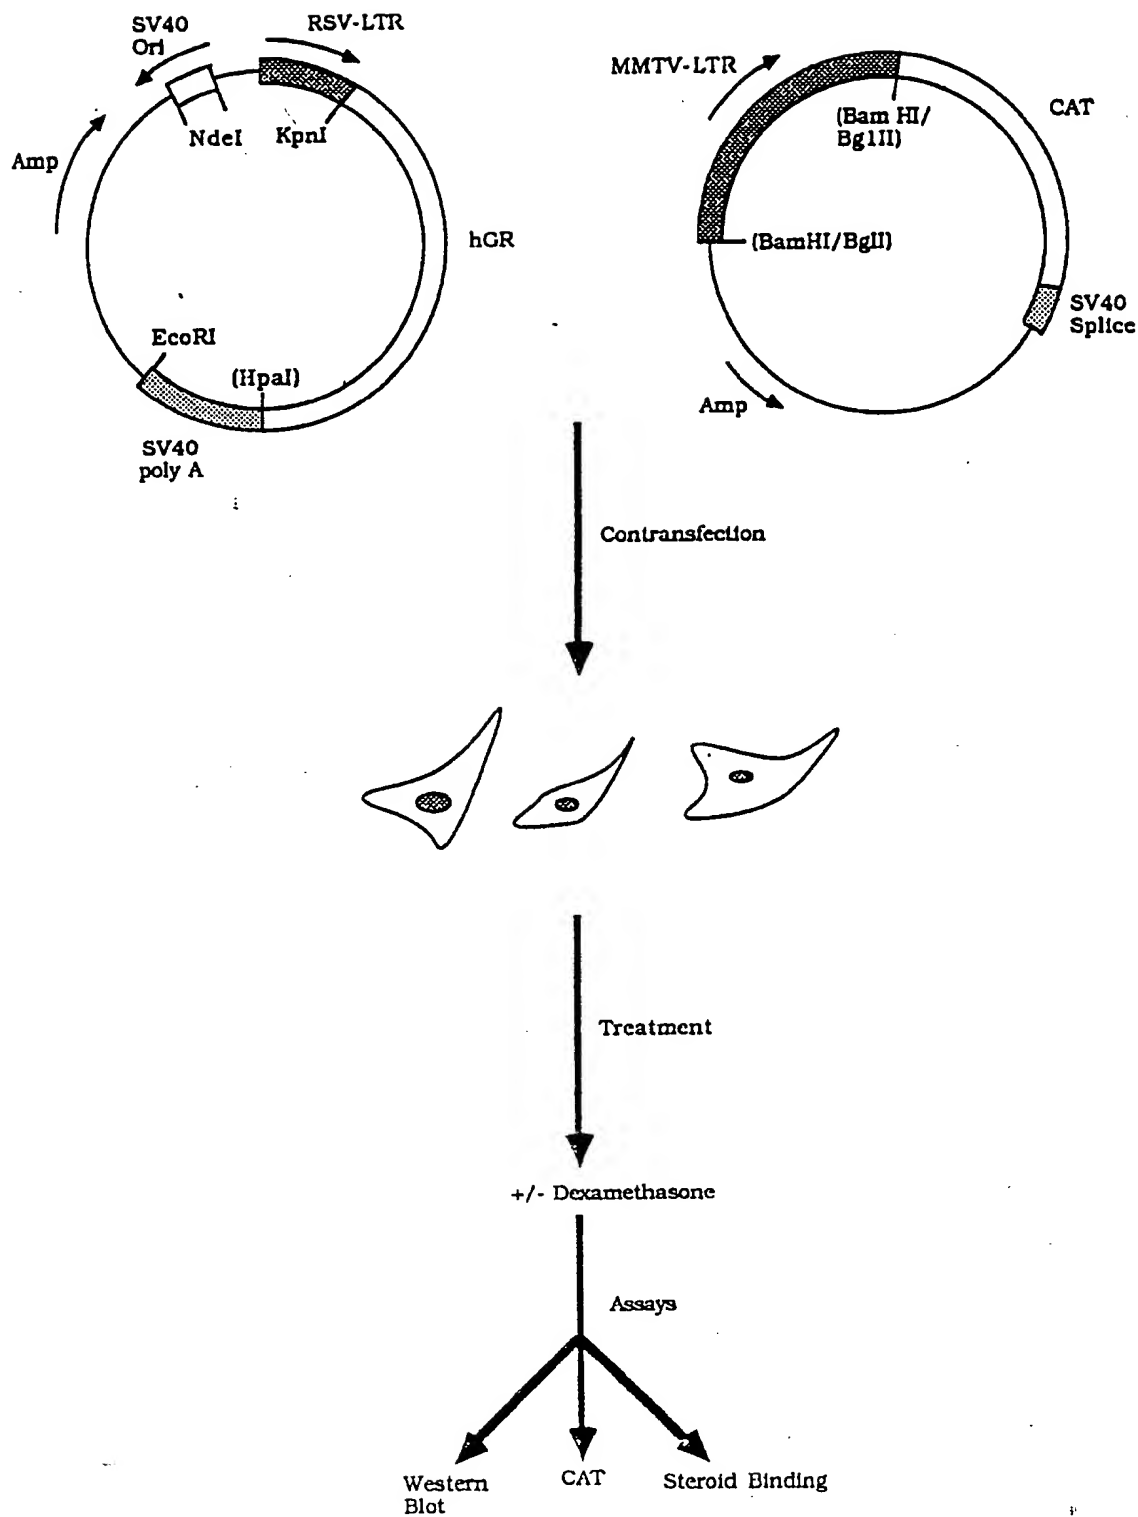 SV40
Ori
RSV-LTR
NdeI
KpnI
Amp
hGR
EcoRI
(HpaI)
SV40
poly A
MMTV-LTR
(Bam HI/
Bg1II)
CAT
(BamHI/BgII)
SV40
Splice
Amp
Contransfection
Treatment
+/- Dexamethasone
Assays
Western
Blot
CAT
Steroid Binding